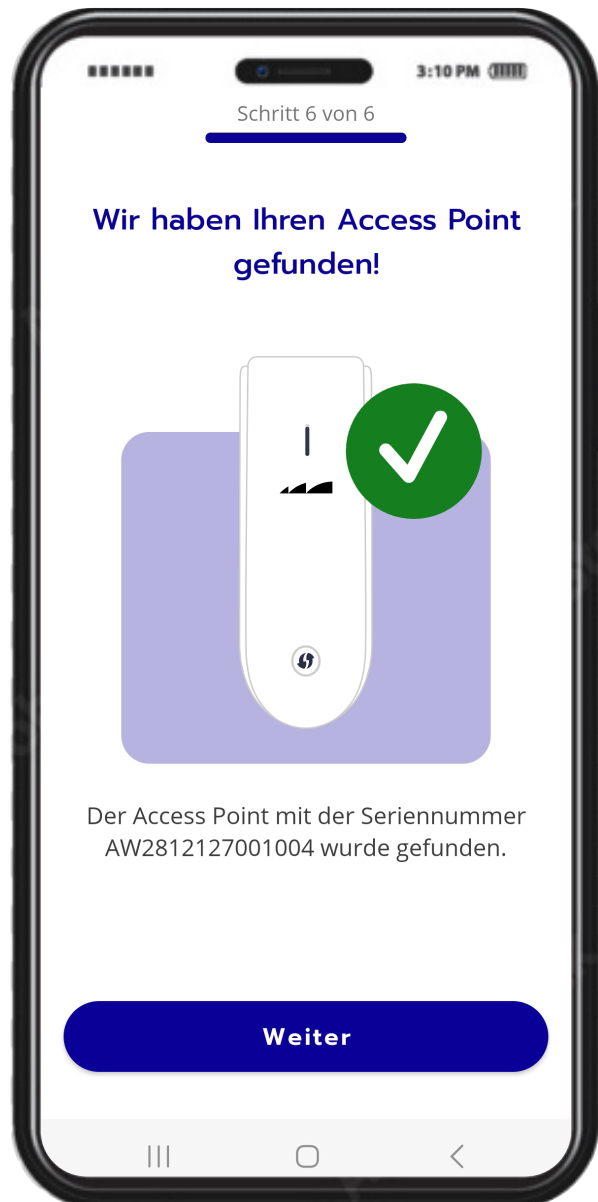 3:10 PM
Schritt 6 von 6
Wir haben Ihren Access Point
gefunden!
Der Access Point mit der Seriennummer
AW2812127001004 wurde gefunden.
Weiter